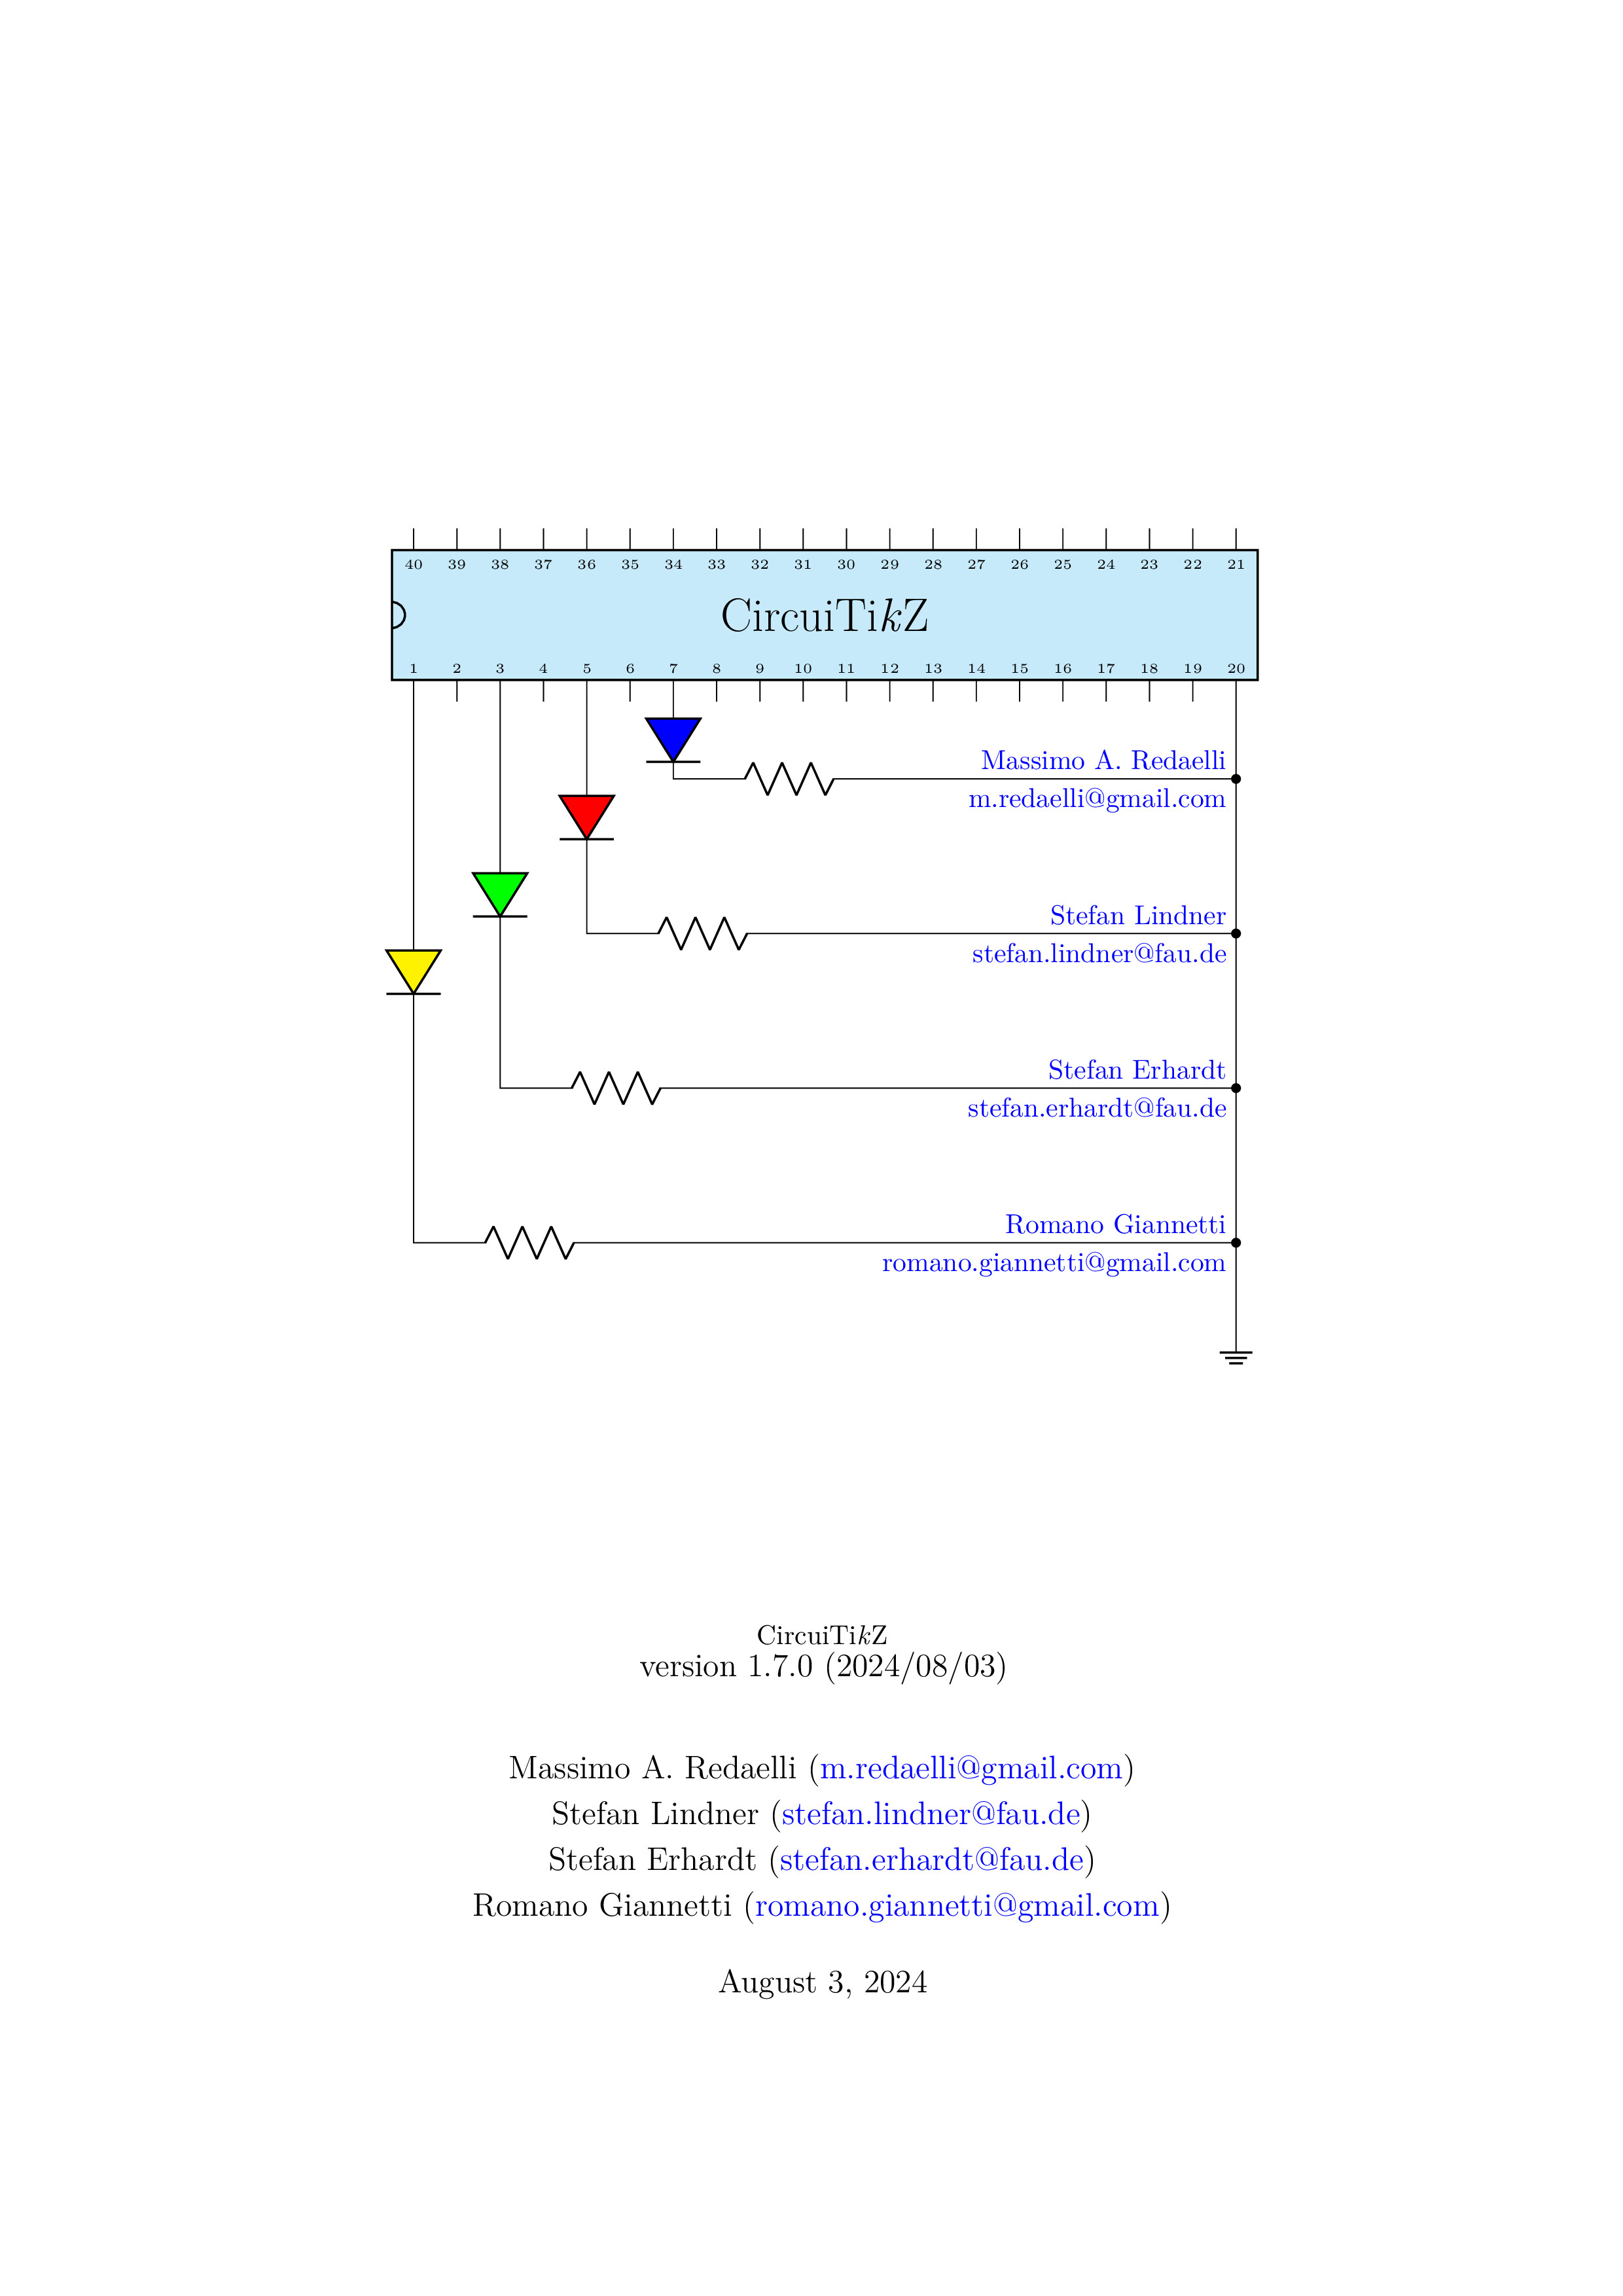 40 39 38 37 36 35 34 33 32 31 30 29 28 27 26 25 24 23 22 21
CircuiTikZ
1 2 3 4 5 6 7 8 9 10 11 12 13 14 15 16 17 18 19 20
Massimo A. Redaelli
m.redaelli@gmail.com
Stefan Lindner
stefan.lindner@fau.de
Stefan Erhardt
stefan.erhardt@fau.de
Romano Giannetti
romano.giannetti@gmail.com
CircuiTikZ
version 1.7.0 (2024/08/03)
Massimo A. Redaelli (m.redaelli@gmail.com)
Stefan Lindner (stefan.lindner@fau.de)
Stefan Erhardt (stefan.erhardt@fau.de)
Romano Giannetti (romano.giannetti@gmail.com)
August 3, 2024